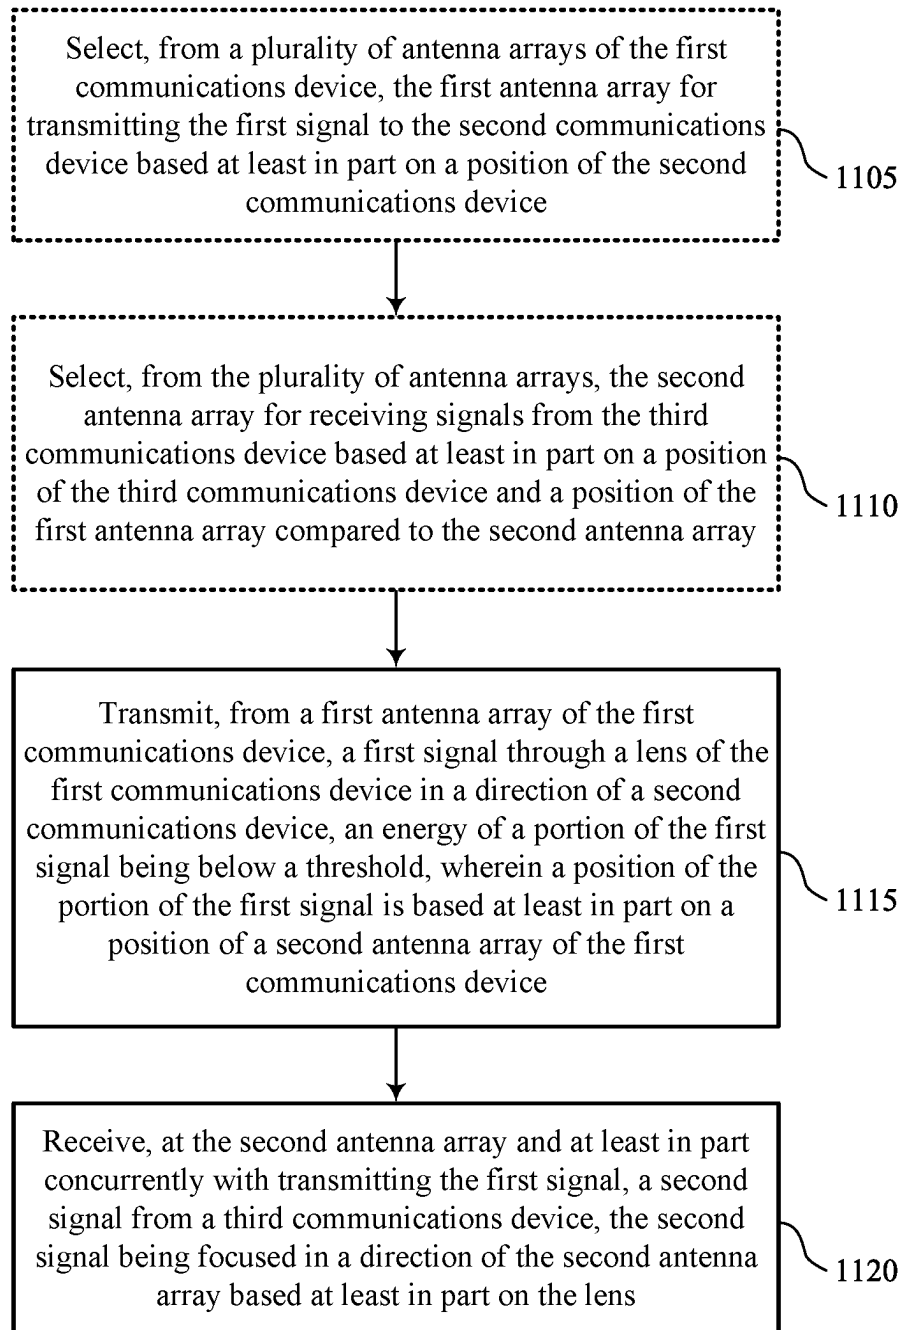 Select, from a plurality of antenna arrays of the first
communications device, the first antenna array for
transmitting the first signal to the second communications
device based at least in part on a position of the second
communications device
1105
Select, from the plurality of antenna arrays, the second
antenna array for receiving signals from the third
communications device based at least in part on a position
of the third communications device and a position of the
first antenna array compared to the second antenna array
1110
Transmit, from a first antenna array of the first
communications device, a first signal through a lens of the
first communications device in a direction of a second
communications device, an energy of a portion of the first
signal being below a threshold, wherein a position of the
portion of the first signal is based at least in part on a
position of a second antenna array of the first
communications device
1115
Receive, at the second antenna array and at least in part
concurrently with transmitting the first signal, a second
signal from a third communications device, the second
signal being focused in a direction of the second antenna
array based at least in part on the lens
1120